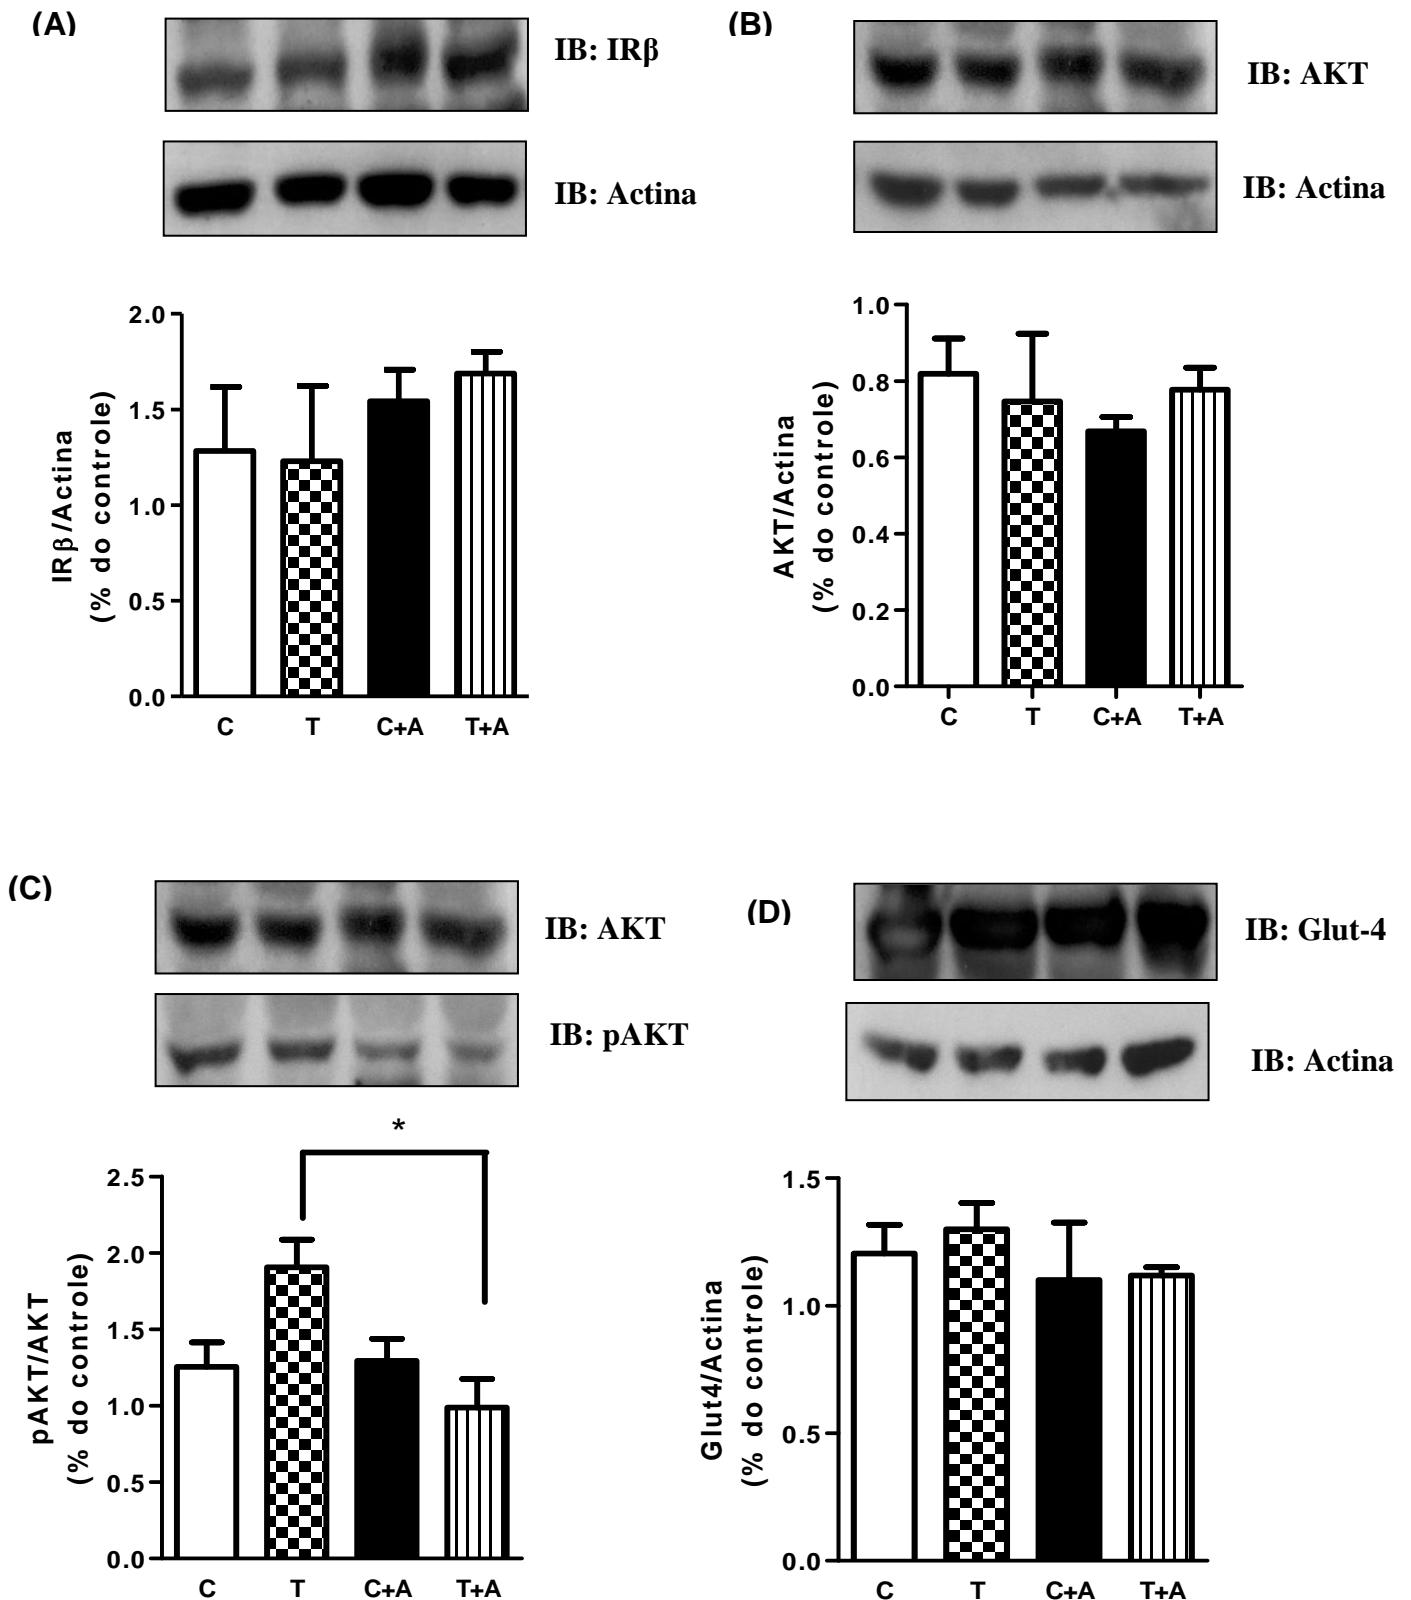 (A)
IB: IRβ
IB: Actina
2.0
1.5
1.0
0.5
0.0
IRβ/Actina
(% do controle)
C T C+A T+A
(B)
IB: AKT
IB: Actina
1.0
0.8
0.6
0.4
0.2
0.0
AKT/Actina
(% do controle)
C T C+A T+A
(C)
IB: AKT
IB: pAKT
*
2.5
2.0
1.5
1.0
0.5
0.0
pAKT/AKT
(% do controle)
C T C+A T+A
(D)
IB: Glut-4
IB: Actina
1.5
1.0
0.5
0.0
Glut4/Actina
(% do controle)
C T C+A T+A